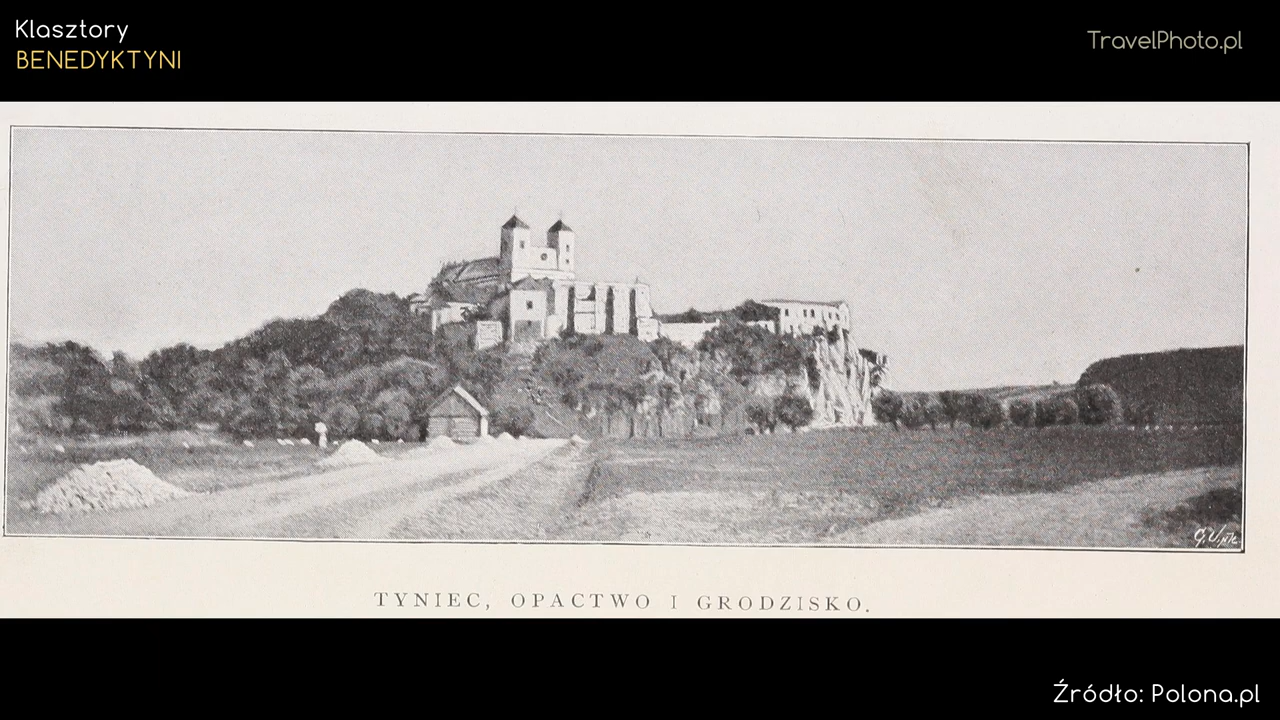 Klasztory
BENEDYKTYNI
TravelPhoto.pl
TYNIEC, OPACTWO I GRODZISKO.
Źródło: Polona.pl